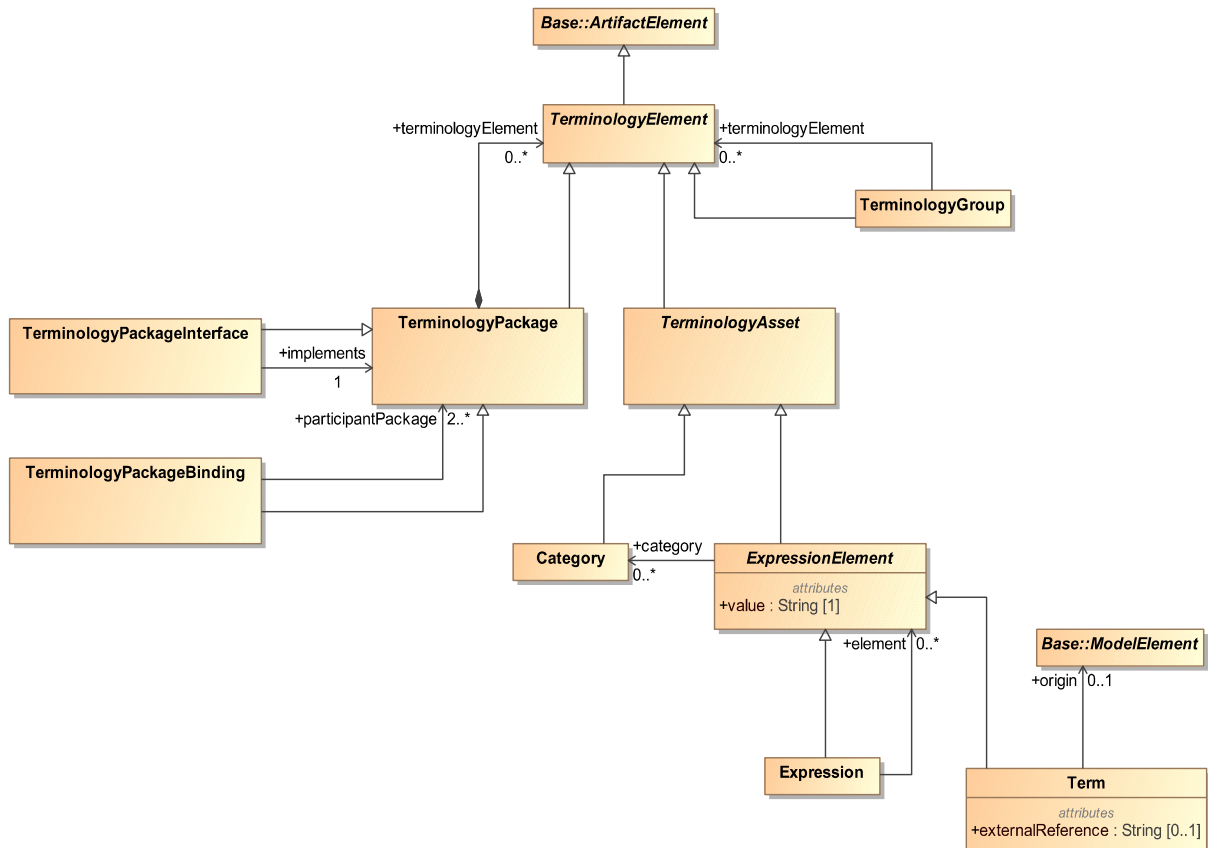 Base::ArtifactElement
+terminologyElement
TerminologyElement
+terminologyElement
0..*
0..*
TerminologyGroup
TerminologyPackageInterface
TerminologyPackage
TerminologyAsset
+implements
1
+participantPackage
2..*
TerminologyPackageBinding
Category
+category
0..*
ExpressionElement
attributes
+value : String [1]
+element
0..*
Base::ModelElement
+origin
0..1
Expression
Term
attributes
+externalReference : String [0..1]